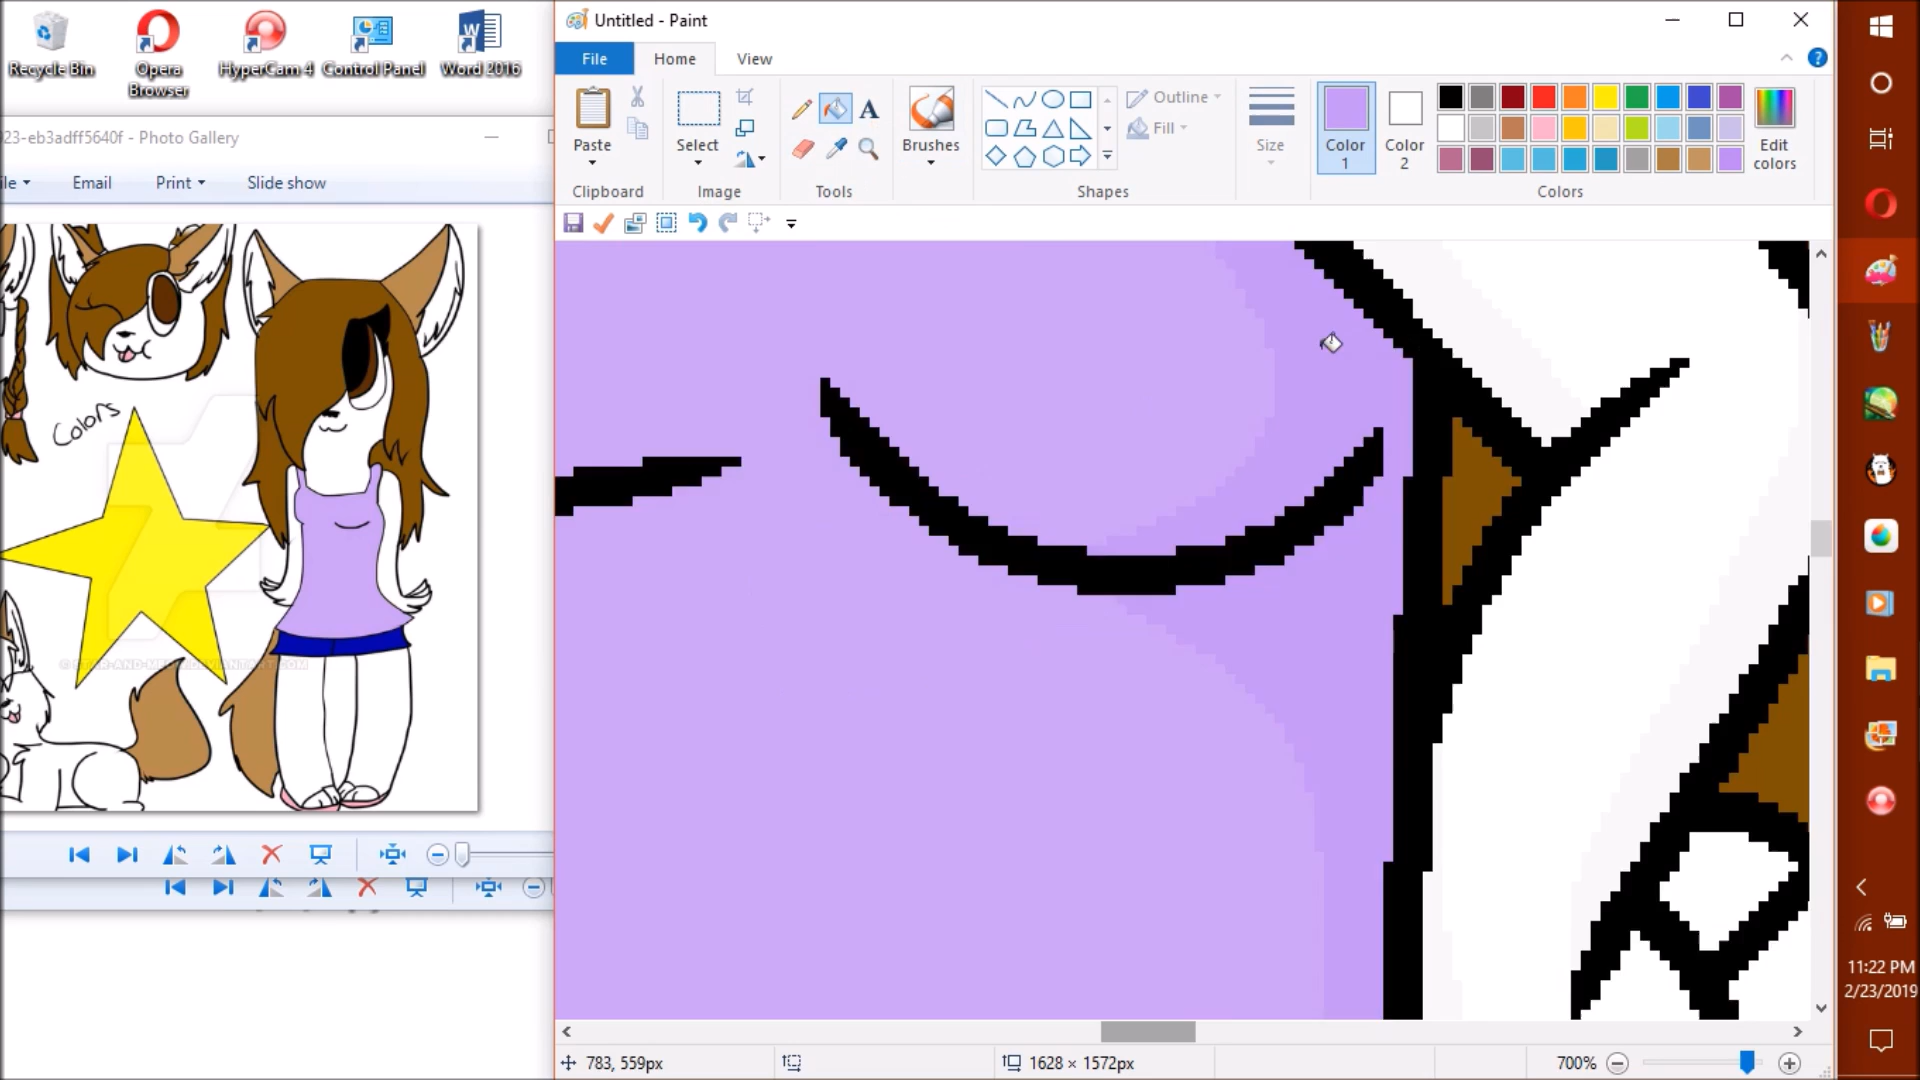 Recycle Bin
Opera Browser
HyperCam 4
Control Panel
Word 2016
023-eb3adff5640f - Photo Gallery
Email
Print
Slide show
Colors
Untitled - Paint
File
Home
View
Paste
Clipboard
Select
Image
Tools
Brushes
Shapes
Outline
Fill
Size
Color 1
Color 2
Edit colors
Colors
783, 559px
1628 × 1572px
700%
11:22 PM
2/23/2019